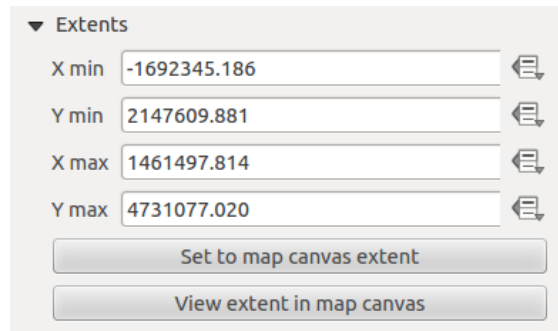 Extents
X min -1692345.186
Y min 2147609.881
X max 1461497.814
Y max 4731077.020
Set to map canvas extent
View extent in map canvas